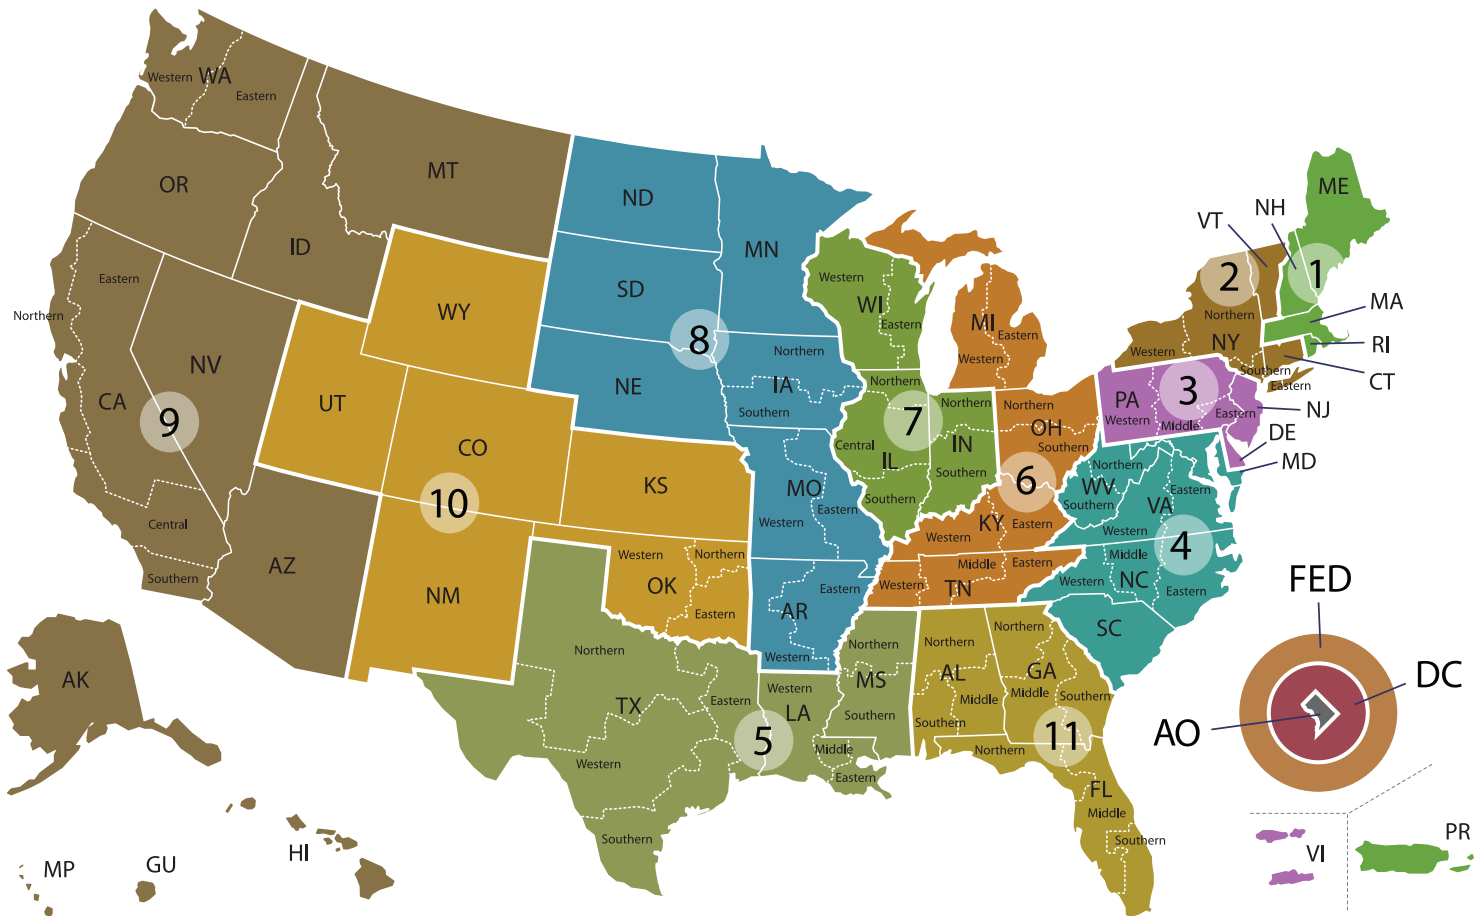 WA
Western
Eastern
OR
MT
ID
Eastern
Northern
NV
CA
9
Central
Southern
AZ
WY
UT
CO
10
NM
KS
Western
Northern
OK
Eastern
ND
MN
SD
8
NE
Northern
IA
Southern
MO
Western
Eastern
Eastern
AR
Western
Western
WI
Eastern
Northern
7
Central
IL
Southern
Northern
IN
Southern
MI
Eastern
Western
Northern
OH
Southern
6
KY
Western
Eastern
Middle
Eastern
Western
TN
ME
NH
VT
2
1
Northern
NY
Western
Southern
Eastern
MA
RI
CT
3
PA
Western
Middle
Eastern
NJ
DE
MD
Northern
WV
Southern
Eastern
VA
Western
4
Middle
Western
NC
Eastern
SC
Northern
TX
Eastern
Western
Southern
5
Western
LA
Middle
Eastern
Northern
MS
Southern
Northern
AL
Middle
Southern
Northern
GA
Middle
Southern
11
Northern
FL
Middle
Southern
FED
DC
AO
AK
MP
GU
HI
VI
PR